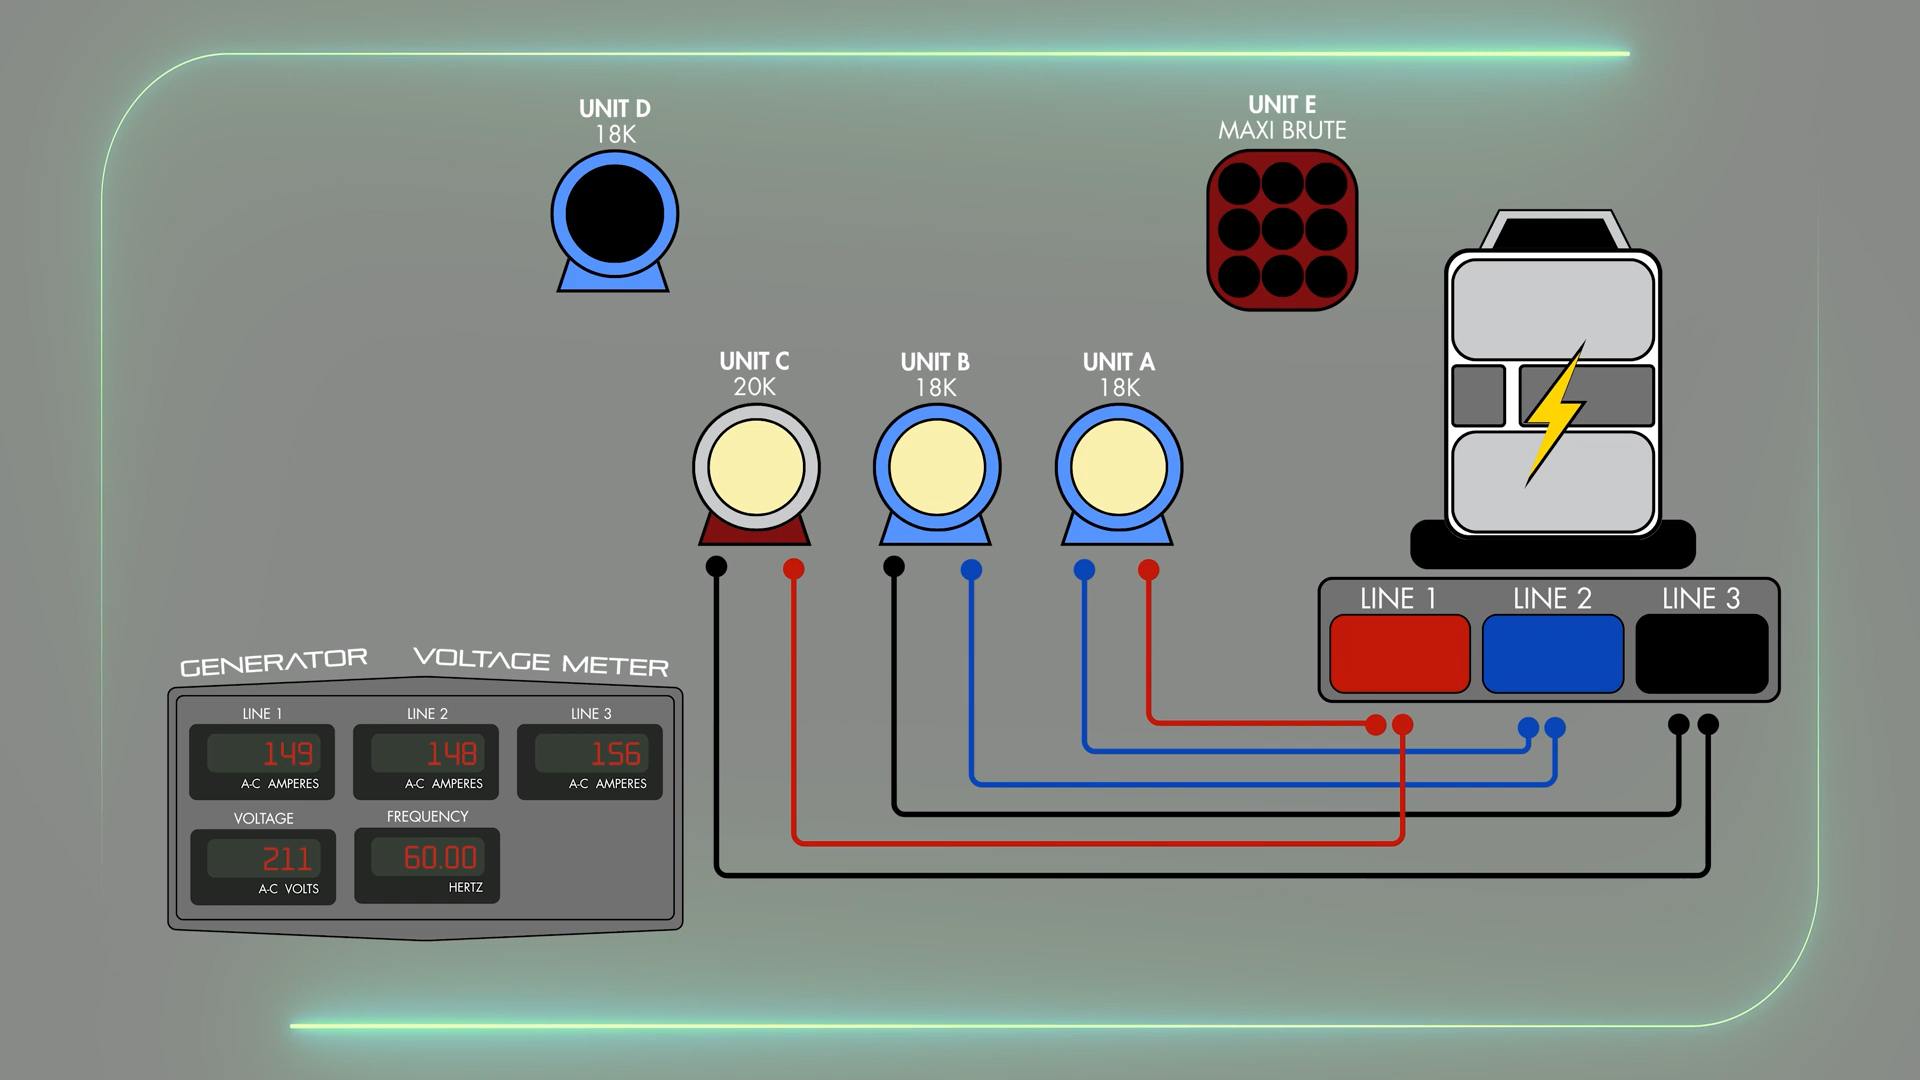 UNIT D
18K
UNIT E
MAXI BRUTE
UNIT C
20K
UNIT B
18K
UNIT A
18K
LINE 1
LINE 2
LINE 3
GENERATOR VOLTAGE METER
LINE 1
LINE 2
LINE 3
149
148
156
A-C AMPERES
A-C AMPERES
A-C AMPERES
VOLTAGE
FREQUENCY
211
60.00
A-C VOLTS
HERTZ